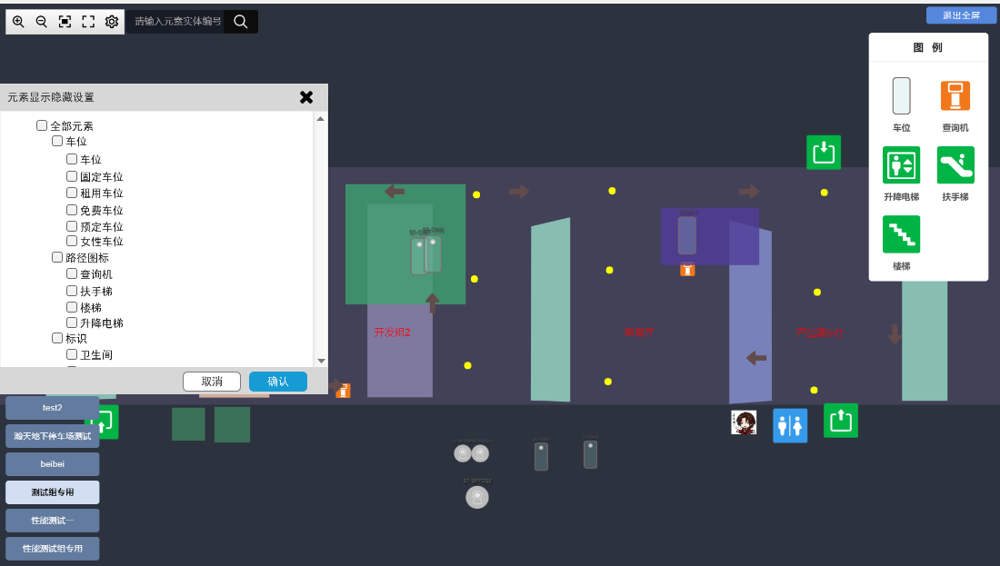 请输入元素实体编号
退出全屏
图 例
车位
查询机
升降电梯
扶手梯
楼梯
元素显示隐藏设置
全部元素
车位
车位
固定车位
租用车位
免费车位
预定车位
女性车位
路径图标
查询机
扶手梯
楼梯
升降电梯
标识
卫生间
取消
确认
开发组2
test2
瀚天地下停车场测试
beibei
测试组专用
性能测试一
性能测试组专用